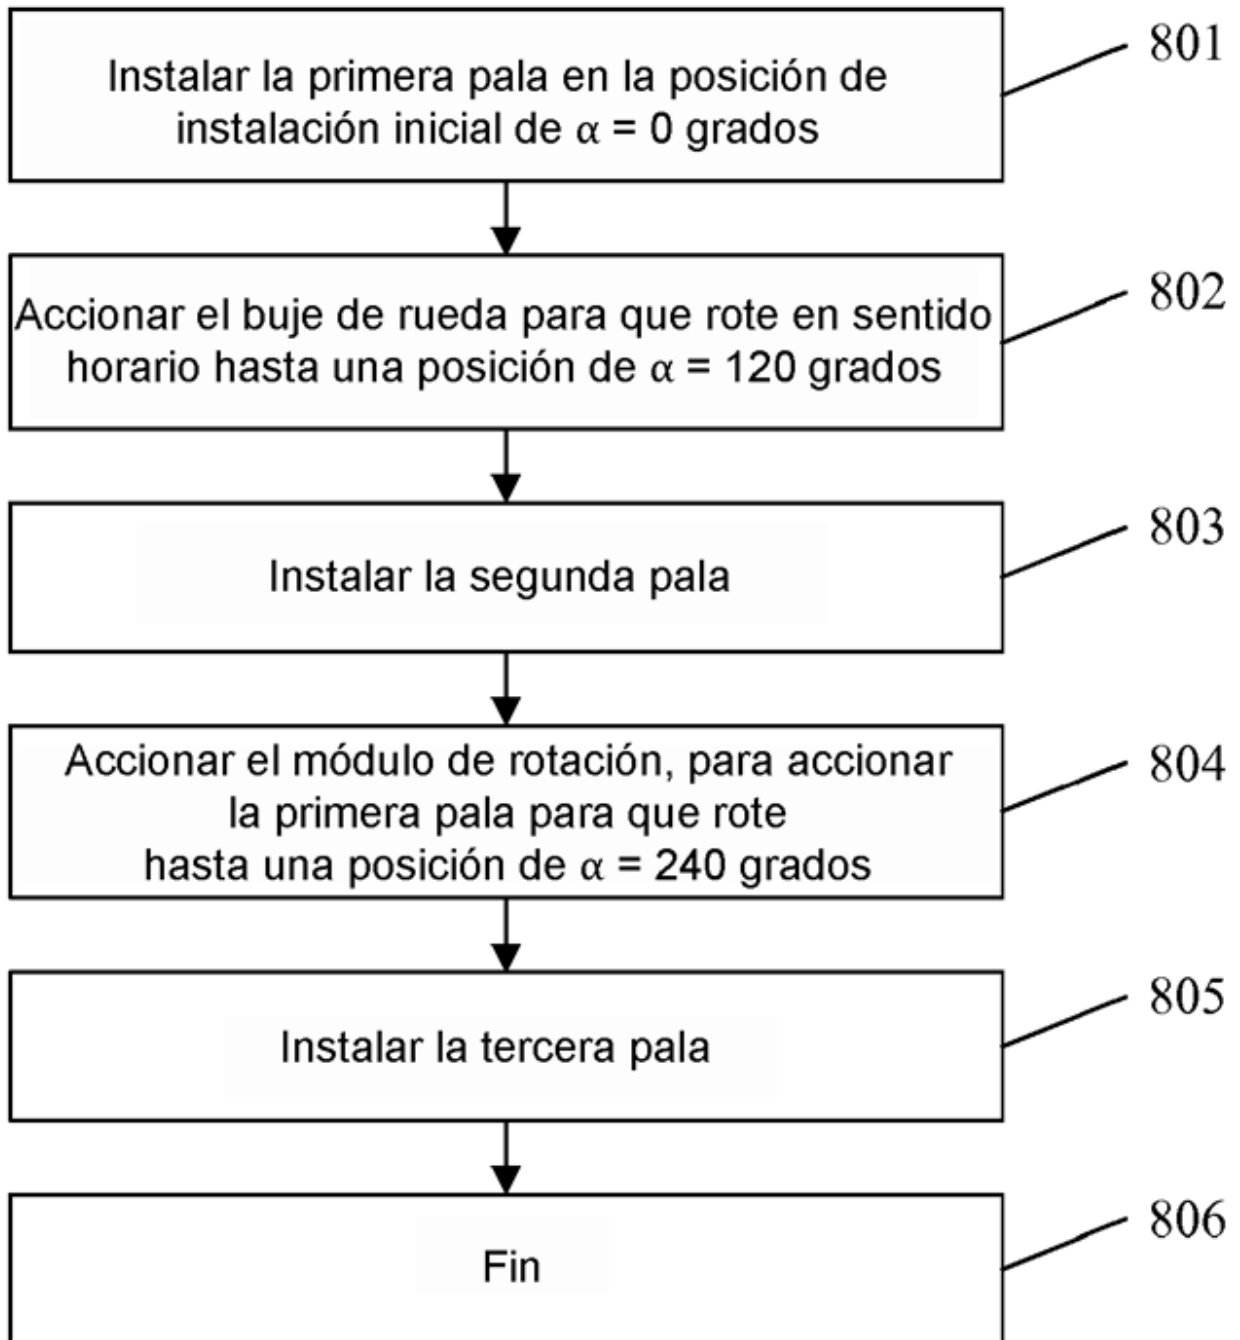 Instalar la primera pala en la posición de
instalación inicial de α = 0 grados
801
Accionar el buje de rueda para que rote en sentido
horario hasta una posición de α = 120 grados
802
Instalar la segunda pala
803
Accionar el módulo de rotación, para accionar
la primera pala para que rote
hasta una posición de α = 240 grados
804
Instalar la tercera pala
805
Fin
806